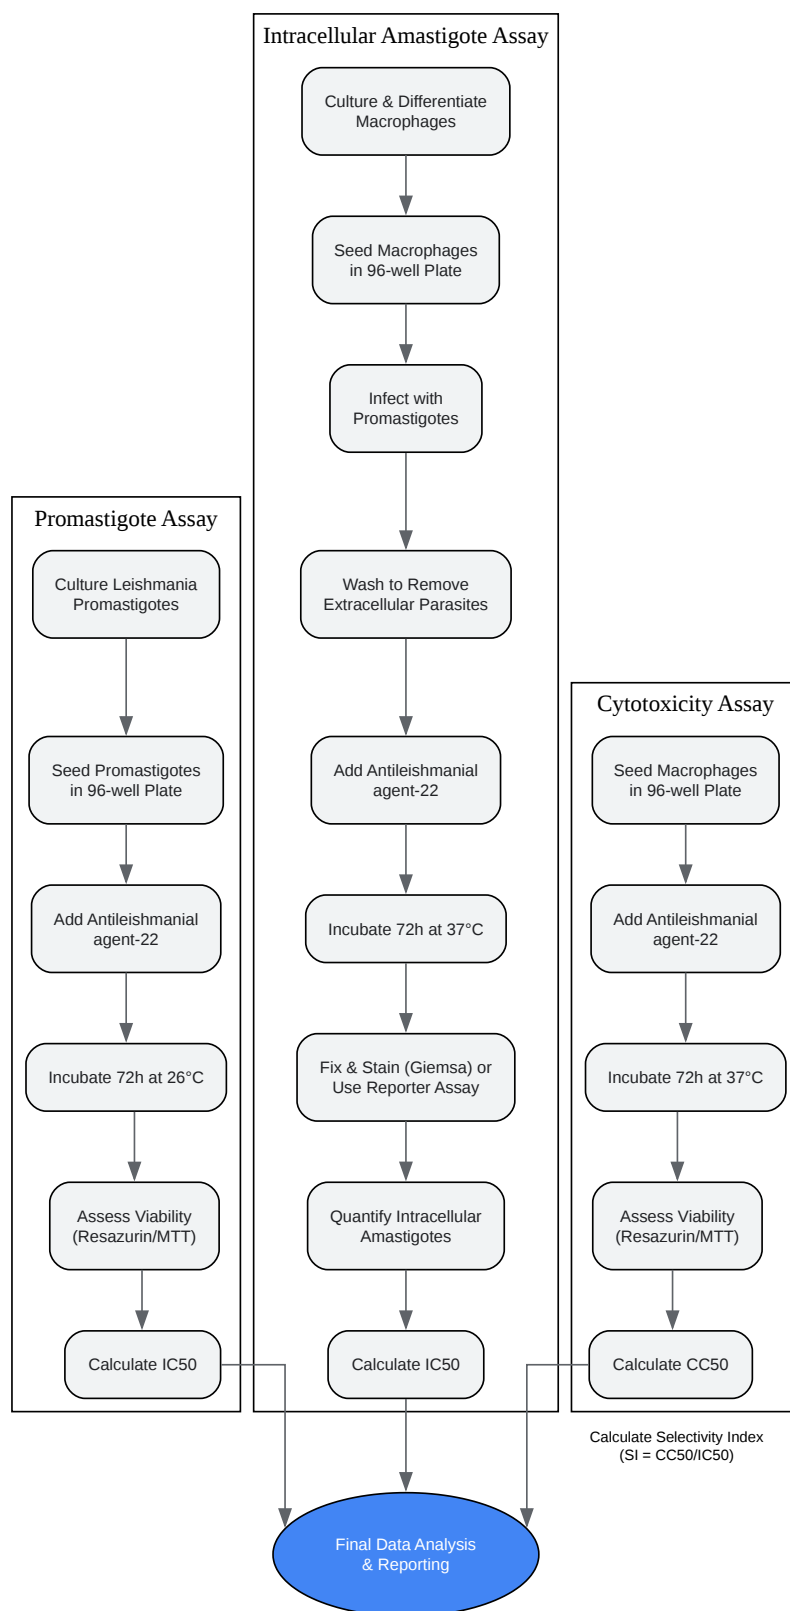 Intracellular Amastigote Assay
Culture & Differentiate
Macrophages
Seed Macrophages
in 96-well Plate
Infect with
Promastigotes
Wash to Remove
Extracellular Parasites
Add Antileishmanial
agent-22
Incubate 72h at 37°C
Fix & Stain (Giemsa) or
Use Reporter Assay
Quantify Intracellular
Amastigotes
Calculate IC50
Promastigote Assay
Culture Leishmania
Promastigotes
Seed Promastigotes
in 96-well Plate
Add Antileishmanial
agent-22
Incubate 72h at 26°C
Assess Viability
(Resazurin/MTT)
Calculate IC50
Cytotoxicity Assay
Seed Macrophages
in 96-well Plate
Add Antileishmanial
agent-22
Incubate 72h at 37°C
Assess Viability
(Resazurin/MTT)
Calculate CC50
Calculate Selectivity Index
(SI = CC50/IC50)
Final Data Analysis
& Reporting